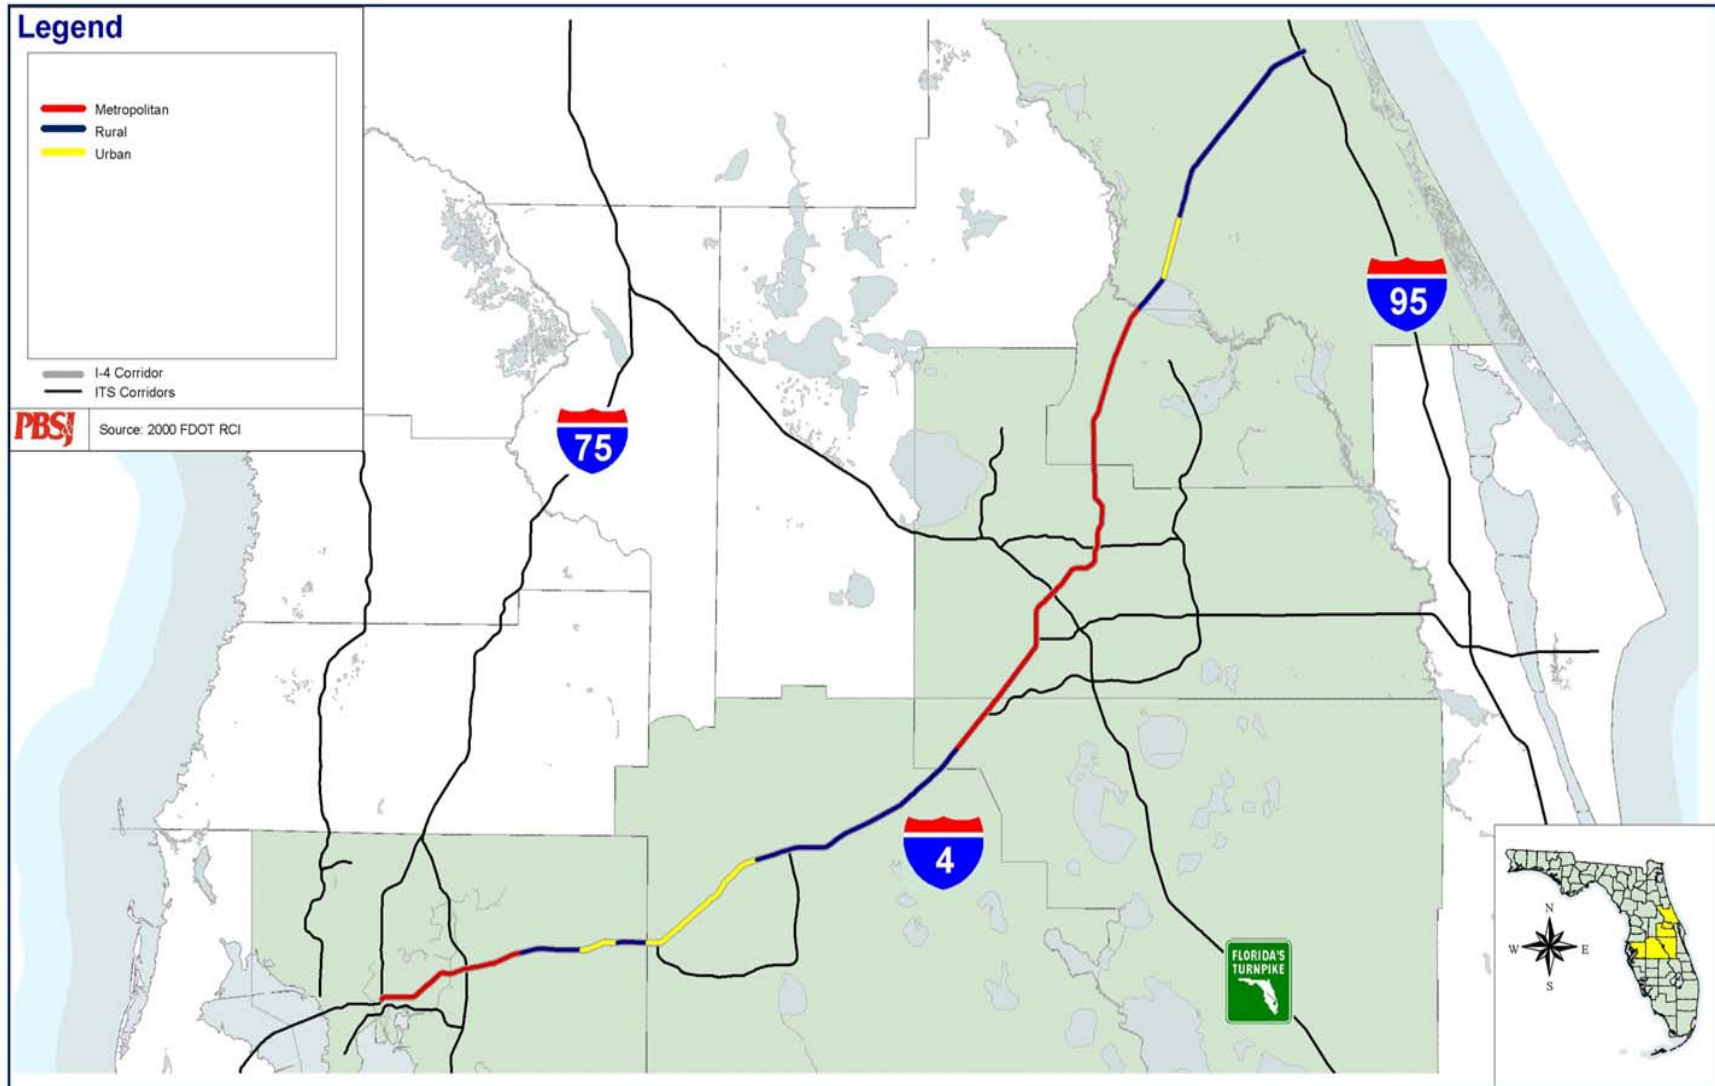 Legend
Metropolitan
Rural
Urban
I-4 Corridor
ITS Corridors
PBSJ
Source: 2000 FDOT RCI
75
95
4
FLORIDA'S
TURNPIKE
N
W
E
S